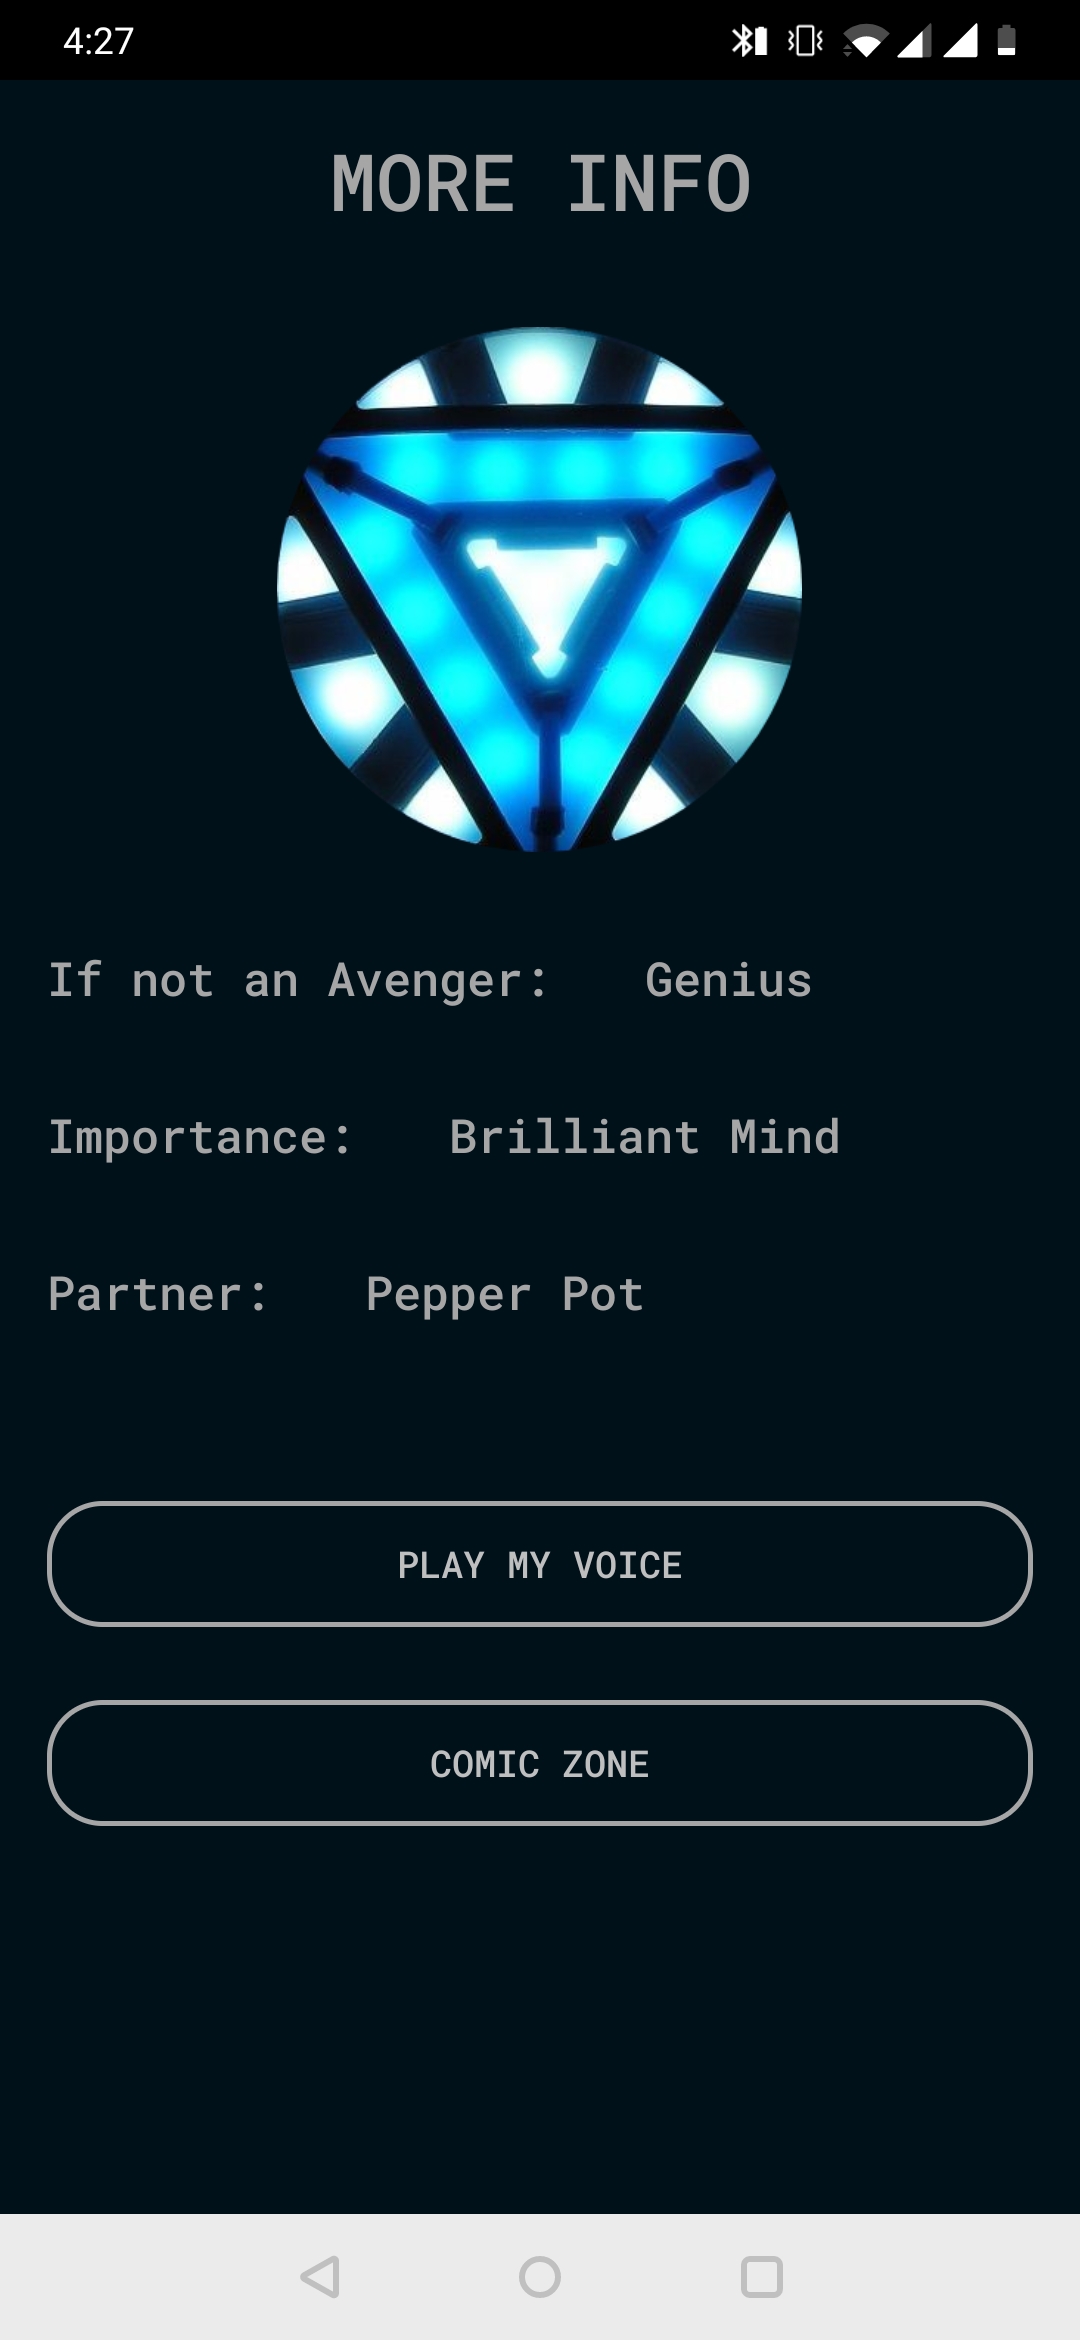 4:27
MORE INFO
If not an Avenger: Genius
Importance: Brilliant Mind
Partner: Pepper Pot
PLAY MY VOICE
COMIC ZONE